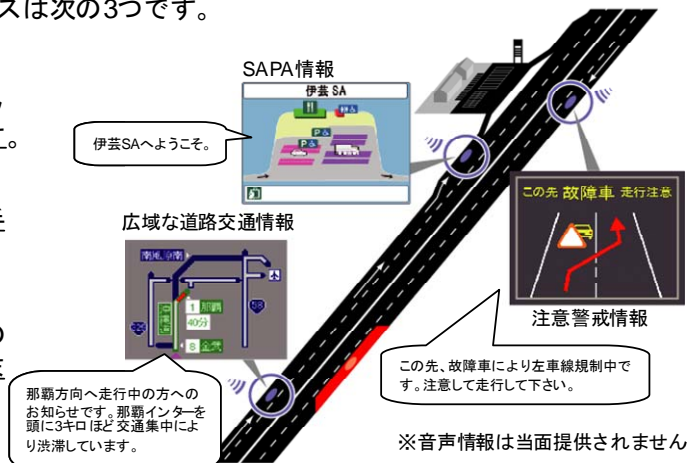 スは次の3つです。
SAPA情報
伊芸 SA
P
P
伊芸SAへようこそ。
この先 故障車 走行注意
注意警戒情報
この先、故障車により左車線規制中で
す。注意して走行して下さい。
広域な道路交通情報
58
1 那覇
40分
8 金武
那覇方向へ走行中の方への
お知らせです。那覇インターを
頭に3キロほど交通集中によ
り渋滞しています。
※音声情報は当面提供されません